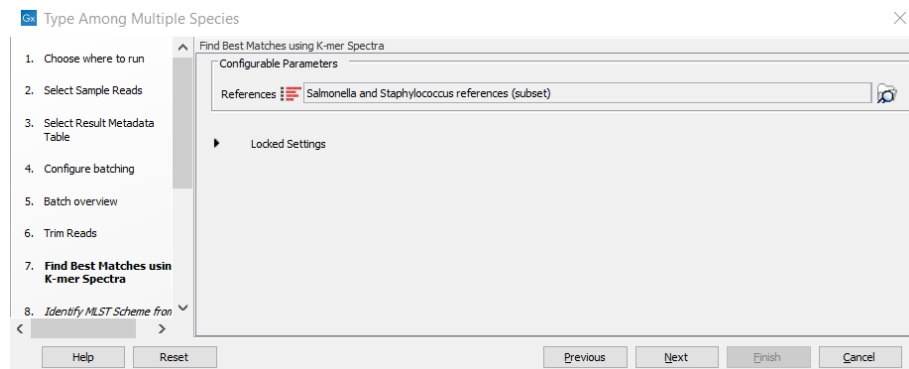 Gx Type Among Multiple Species
1. Choose where to run
2. Select Sample Reads
3. Select Result Metadata
Table
4. Configure batching
5. Batch overview
6. Trim Reads
7. Find Best Matches usin
K-mer Spectra
8. Identify MLST Scheme fron
Find Best Matches using K-mer Spectra
Configurable Parameters
References Salmonella and Staphylococcus references (subset)
Locked Settings
Help Reset Previous Next Finish Cancel